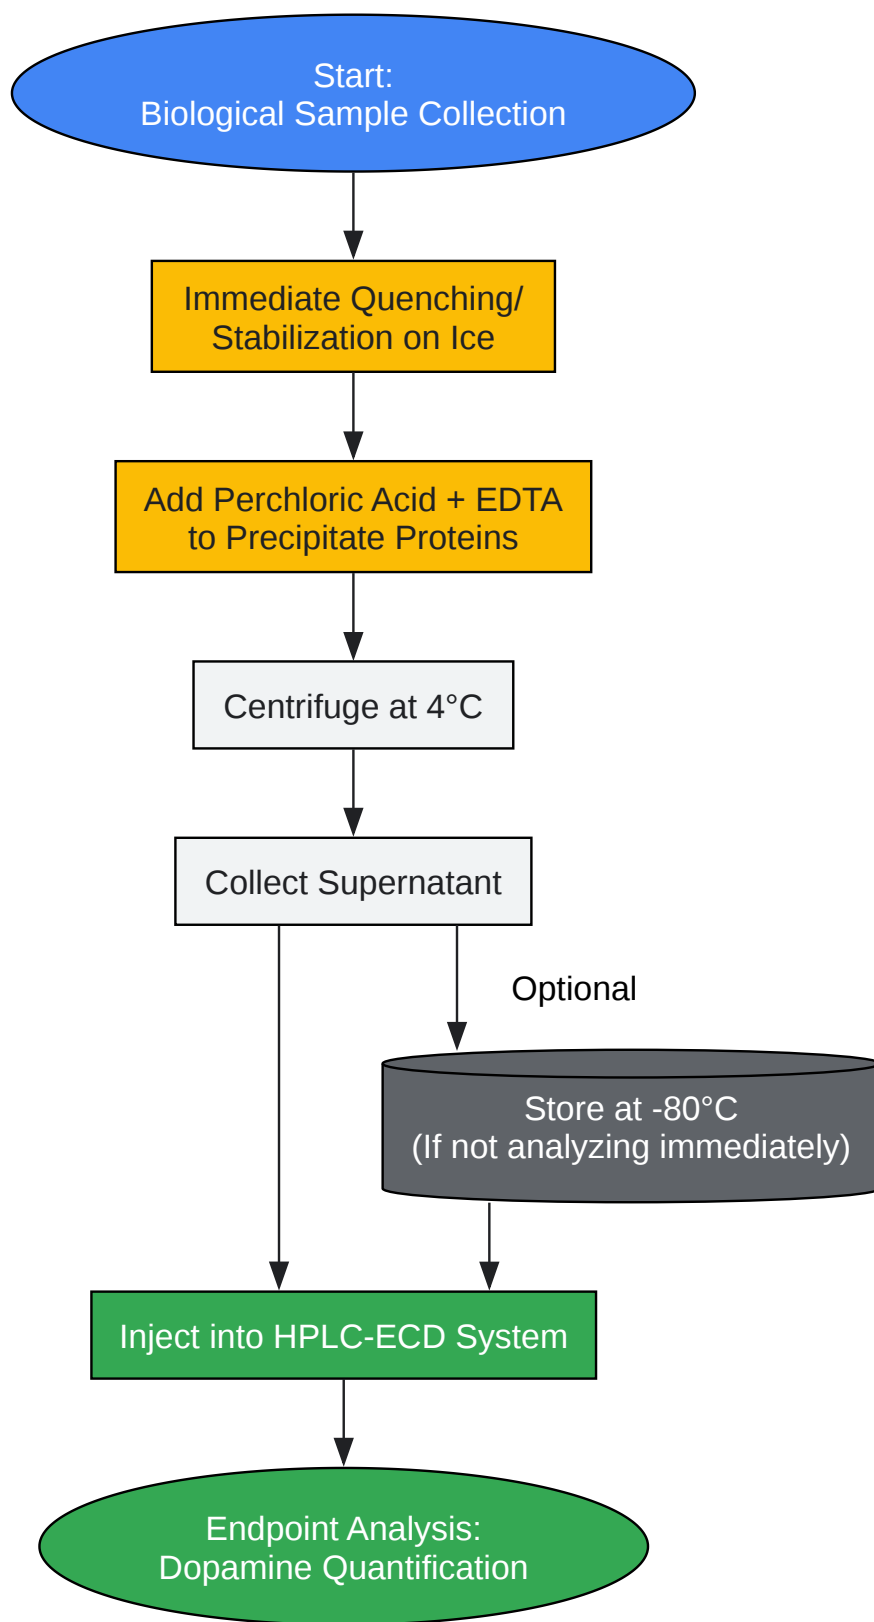 Start:
Biological Sample Collection
Immediate Quenching/
Stabilization on Ice
Add Perchloric Acid + EDTA
to Precipitate Proteins
Centrifuge at 4°C
Collect Supernatant
Optional
Store at -80°C
(If not analyzing immediately)
Inject into HPLC-ECD System
Endpoint Analysis:
Dopamine Quantification